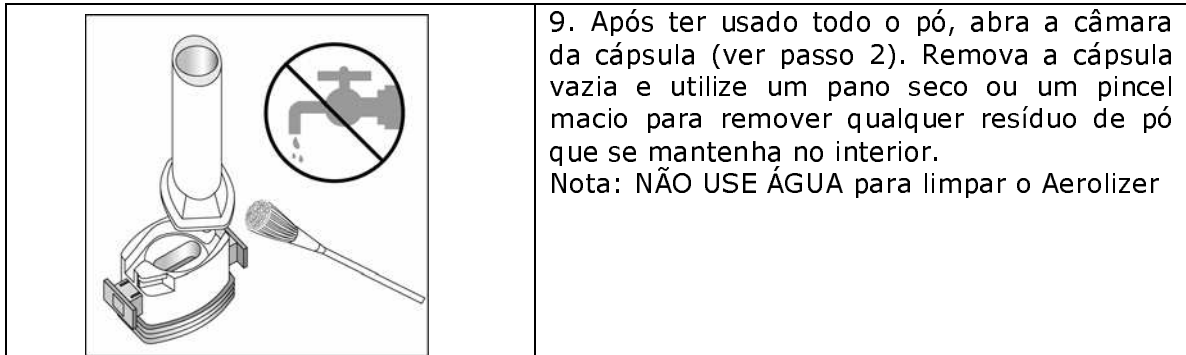 9. Após ter usado todo o pó, abra a câmara
da cápsula (ver passo 2). Remova a cápsula
vazia e utilize um pano seco ou um pincel
macio para remover qualquer resíduo de pó
que se mantenha no interior.
Nota: NÃO USE ÁGUA para limpar o Aerolizer